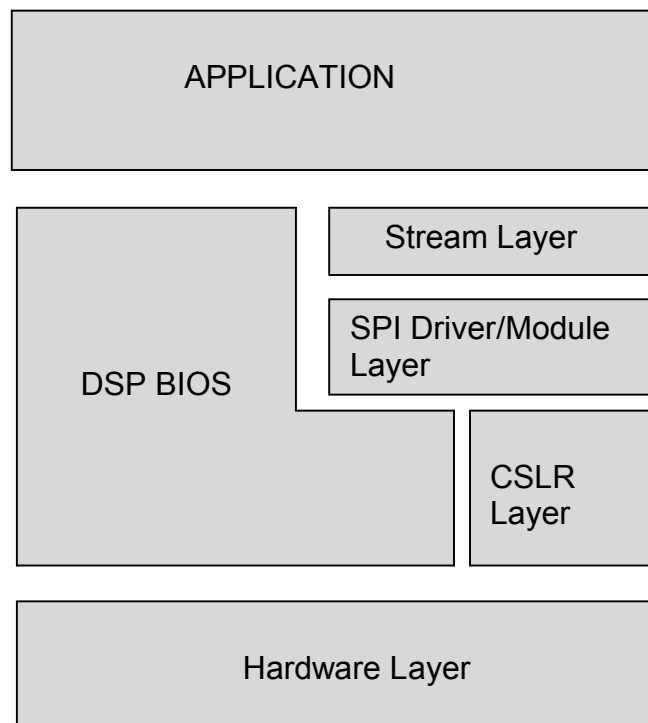 APPLICATION
Stream Layer
SPI Driver/Module
Layer
DSP BIOS
CSLR
Layer
Hardware Layer